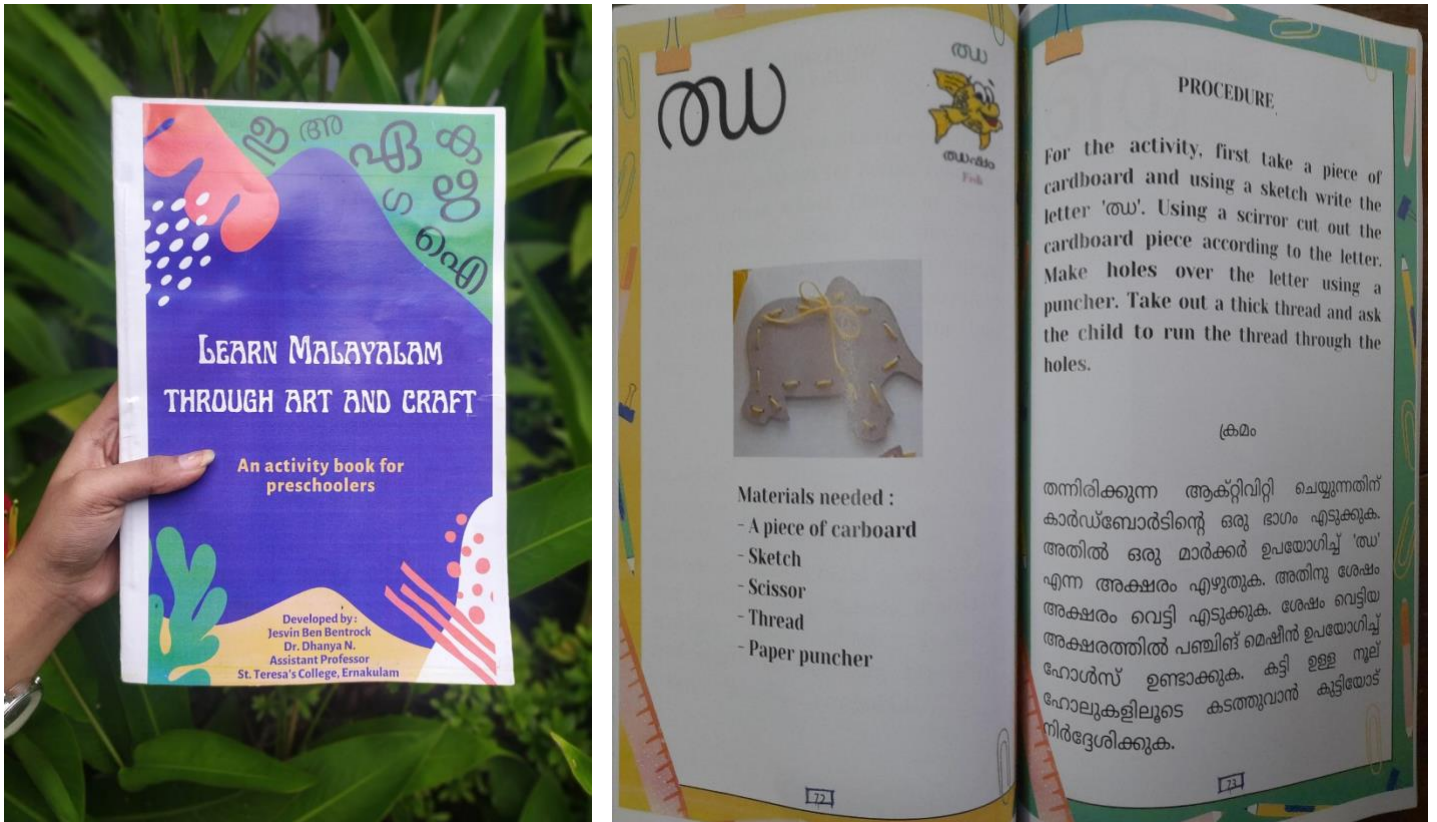 ഇ അ ഏ ക
ട ജ
ഐ
LEARN MALAYALAM
THROUGH ART AND CRAFT
An activity book for
preschoolers
Developed by :
Jesvin Ben Bentrock
Dr. Dhanya N.
Assistant Professor
St. Teresa's College, Ernakulam
ഝ
ഝ
ഝഷം
Fish
Materials needed :
- A piece of carboard
- Sketch
- Scissor
- Thread
- Paper puncher
72
PROCEDURE
For the activity, first take a piece of
cardboard and using a sketch write the
letter 'ഝ'. Using a scirror cut out the
cardboard piece according to the letter.
Make holes over the letter using a
puncher. Take out a thick thread and ask
the child to run the thread through the
holes.
ക്രമം
തന്നിരിക്കുന്ന ആക്റ്റിവിറ്റി ചെയ്യുന്നതിന്
കാർഡ്ബോർടിന്റെ ഒരു ഭാഗം എടുക്കുക.
അതിൽ ഒരു മാർക്കർ ഉപയോഗിച്ച് 'ഝ'
എന്ന അക്ഷരം എഴുതുക. അതിനു ശേഷം
അക്ഷരം വെട്ടി എടുക്കുക. ശേഷം വെട്ടിയ
അക്ഷരത്തിൽ പഞ്ചിങ് മെഷീൻ ഉപയോഗിച്ച്
ഹോൾസ് ഉണ്ടാക്കുക. കട്ടി ഉള്ള നൂല്
ഹോലുകളിലൂടെ കടത്തുവാൻ കുട്ടിയോട്
നിർദ്ദേശിക്കുക.
73